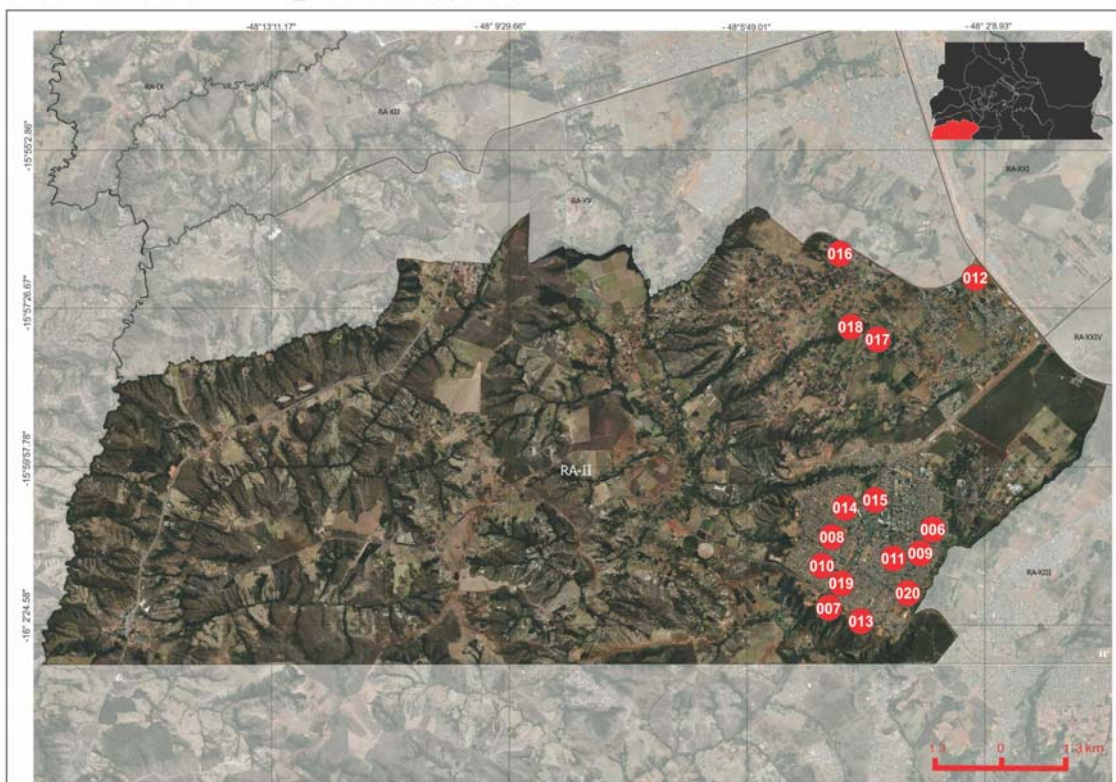 -48°13'11.17"
-48° 9'29.66"
-48° 5'49.01"
-48° 2'8.93"
RA-IX
RA-XII
RA-XV
RA-XXI
-15°55'2.86"
016
012
-15°57'26.67"
018
017
RA-XXIV
-15°59'57.78"
RA-II
015
014
006
008
009
011
010
RA-XIII
019
020
007
-16° 2'24.58"
013
1.3 0 1.3 km